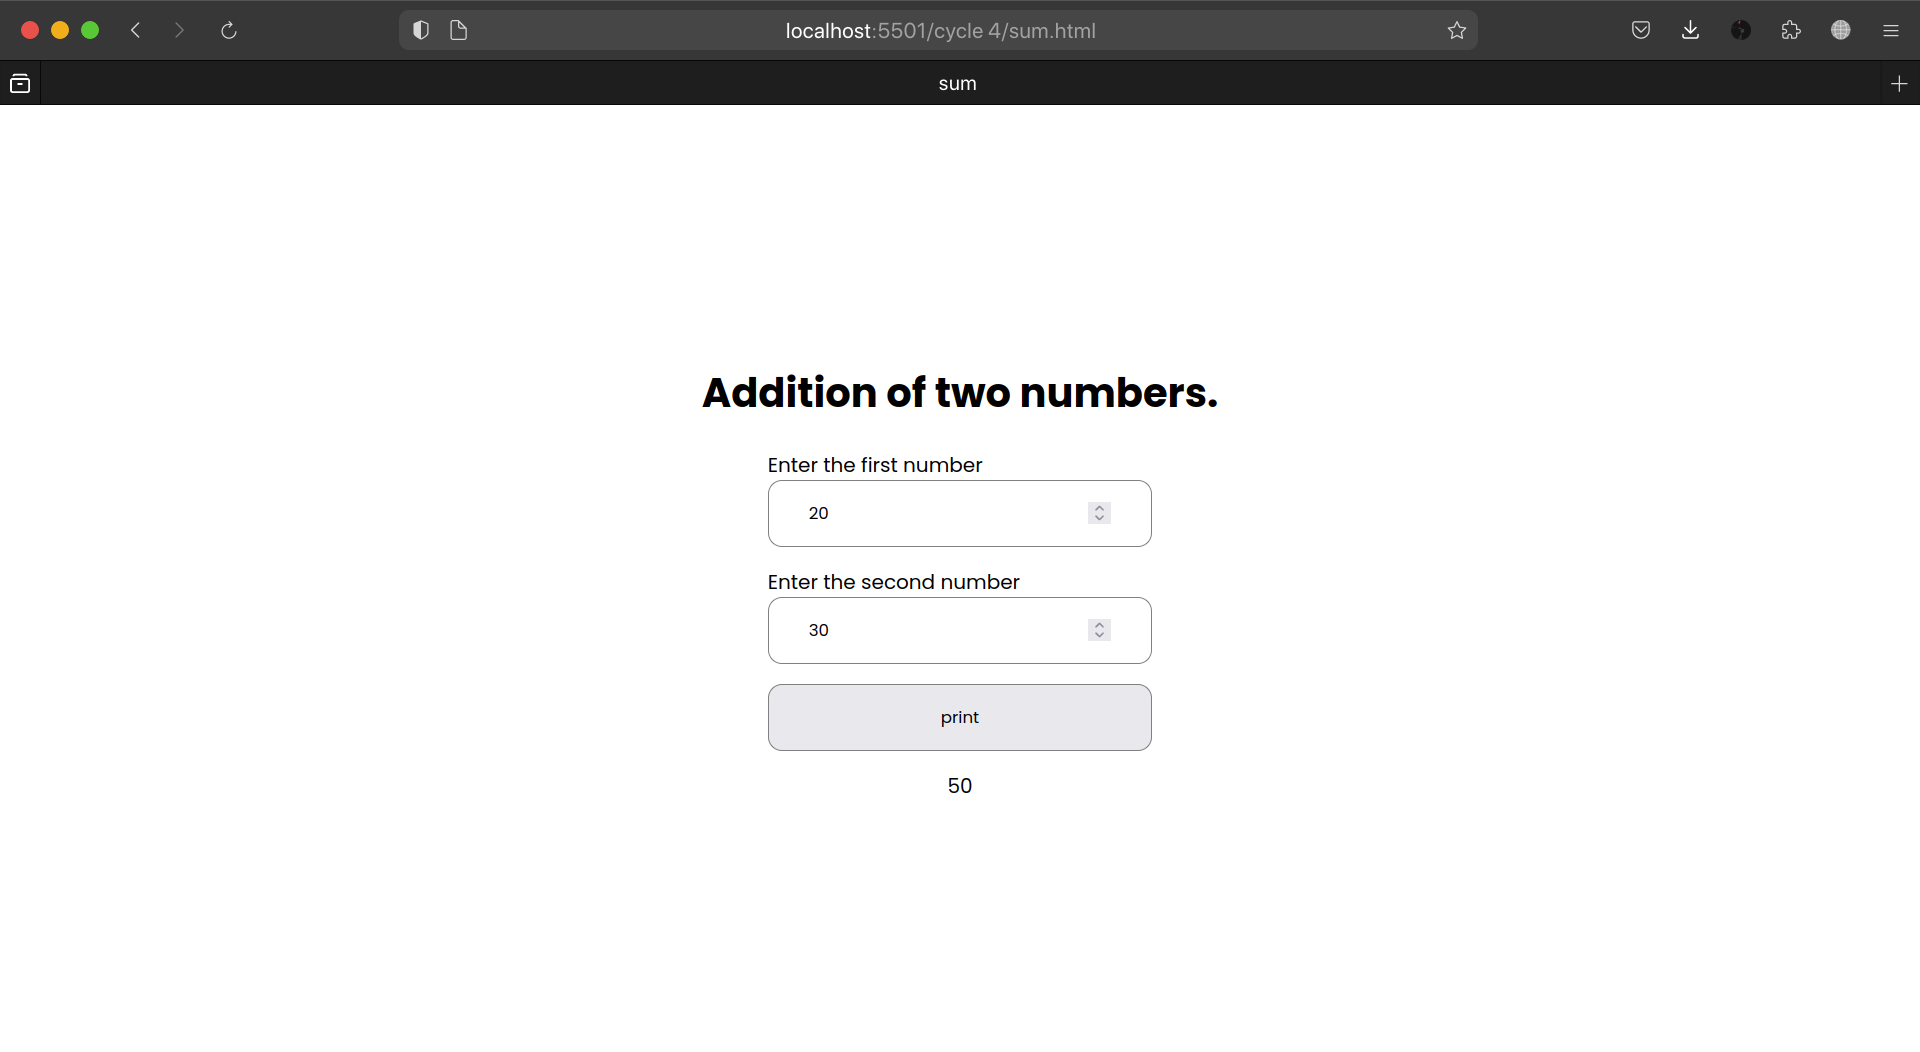 localhost:5501/cycle 4/sum.html
sum
Addition of two numbers.
Enter the first number
20
Enter the second number
30
print
50